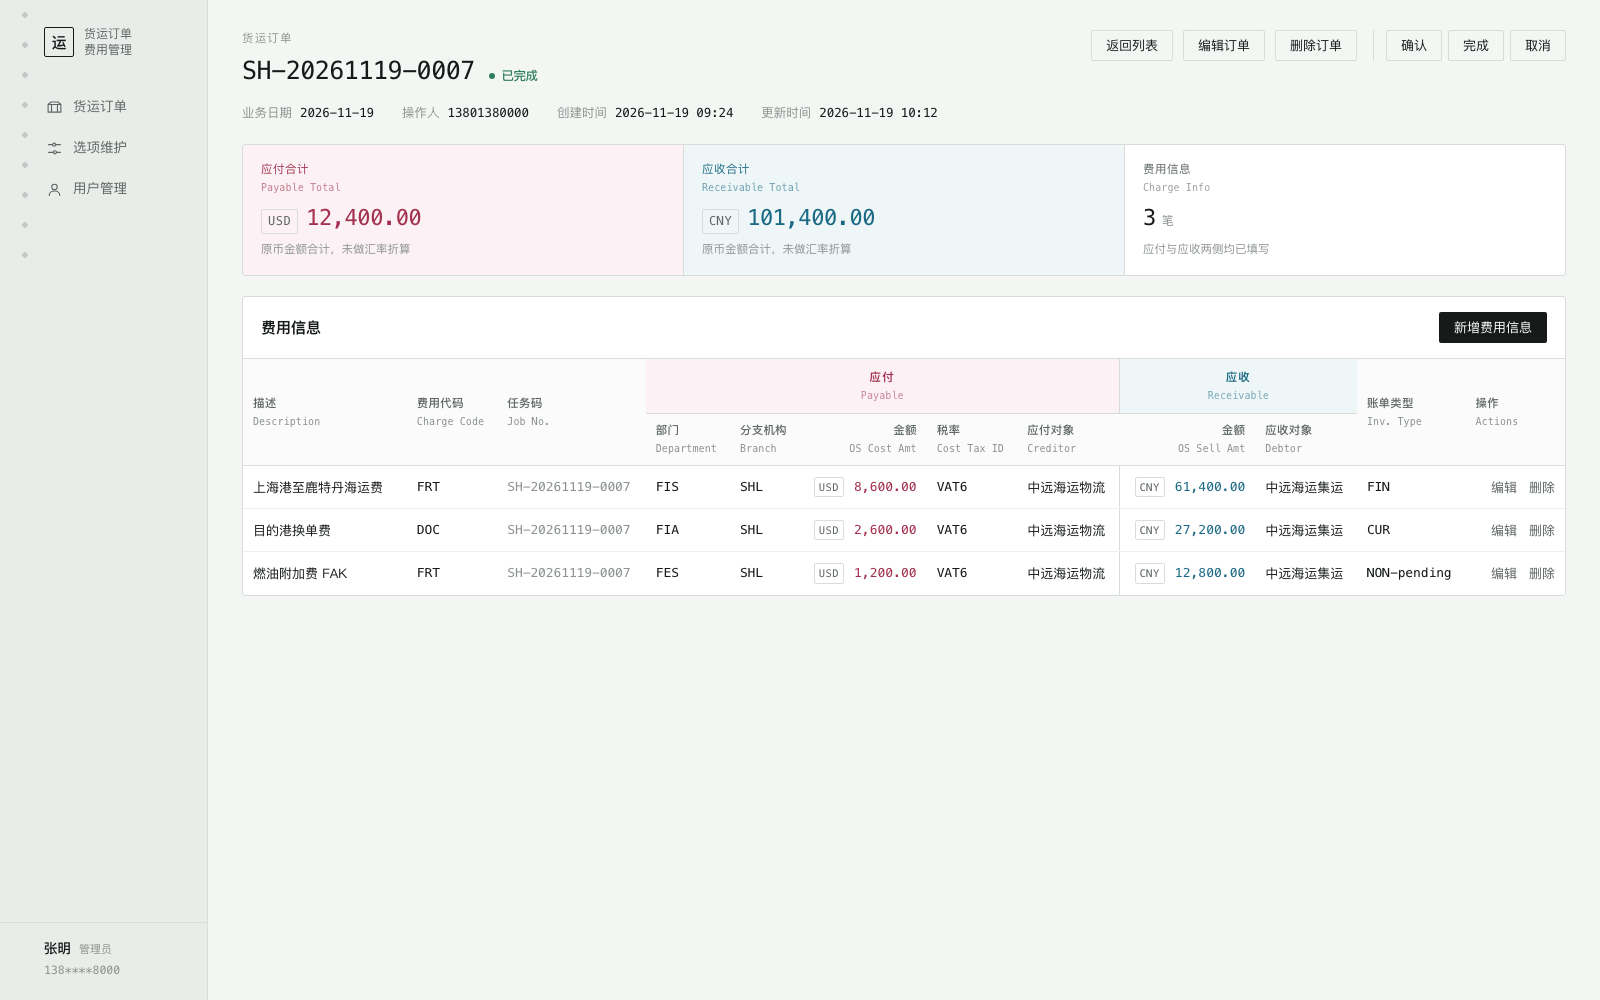 运
货运订单
费用管理
货运订单
选项维护
用户管理
张明 管理员
138****8000
货运订单
SH-20261119-0007 已完成
返回列表 编辑订单 删除订单 确认 完成 取消
业务日期 2026-11-19 操作人 13801380000 创建时间 2026-11-19 09:24 更新时间 2026-11-19 10:12
应付合计
Payable Total
USD 12,400.00
原币金额合计，未做汇率折算
应收合计
Receivable Total
CNY 101,400.00
原币金额合计，未做汇率折算
费用信息
Charge Info
3 笔
应付与应收两侧均已填写
费用信息 新增费用信息
应付 应收
Payable Receivable
描述 费用代码 任务码 账单类型 操作
Description Charge Code Job No. Inv. Type Actions
部门 分支机构 金额 税率 应付对象 金额 应收对象
Department Branch OS Cost Amt Cost Tax ID Creditor OS Sell Amt Debtor
上海港至鹿特丹海运费 FRT SH-20261119-0007 FIS SHL USD 8,600.00 VAT6 中远海运物流 CNY 61,400.00 中远海运集运 FIN 编辑 删除
目的港换单费 DOC SH-20261119-0007 FIA SHL USD 2,600.00 VAT6 中远海运物流 CNY 27,200.00 中远海运集运 CUR 编辑 删除
燃油附加费 FAK FRT SH-20261119-0007 FES SHL USD 1,200.00 VAT6 中远海运物流 CNY 12,800.00 中远海运集运 NON-pending 编辑 删除